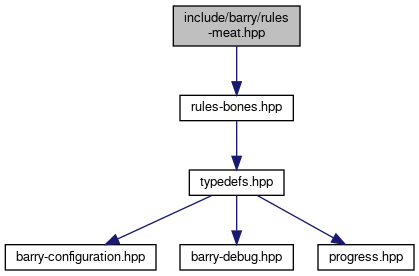 include/barry/rules
-meat.hpp
rules-bones.hpp
typedefs.hpp
barry-configuration.hpp
barry-debug.hpp
progress.hpp